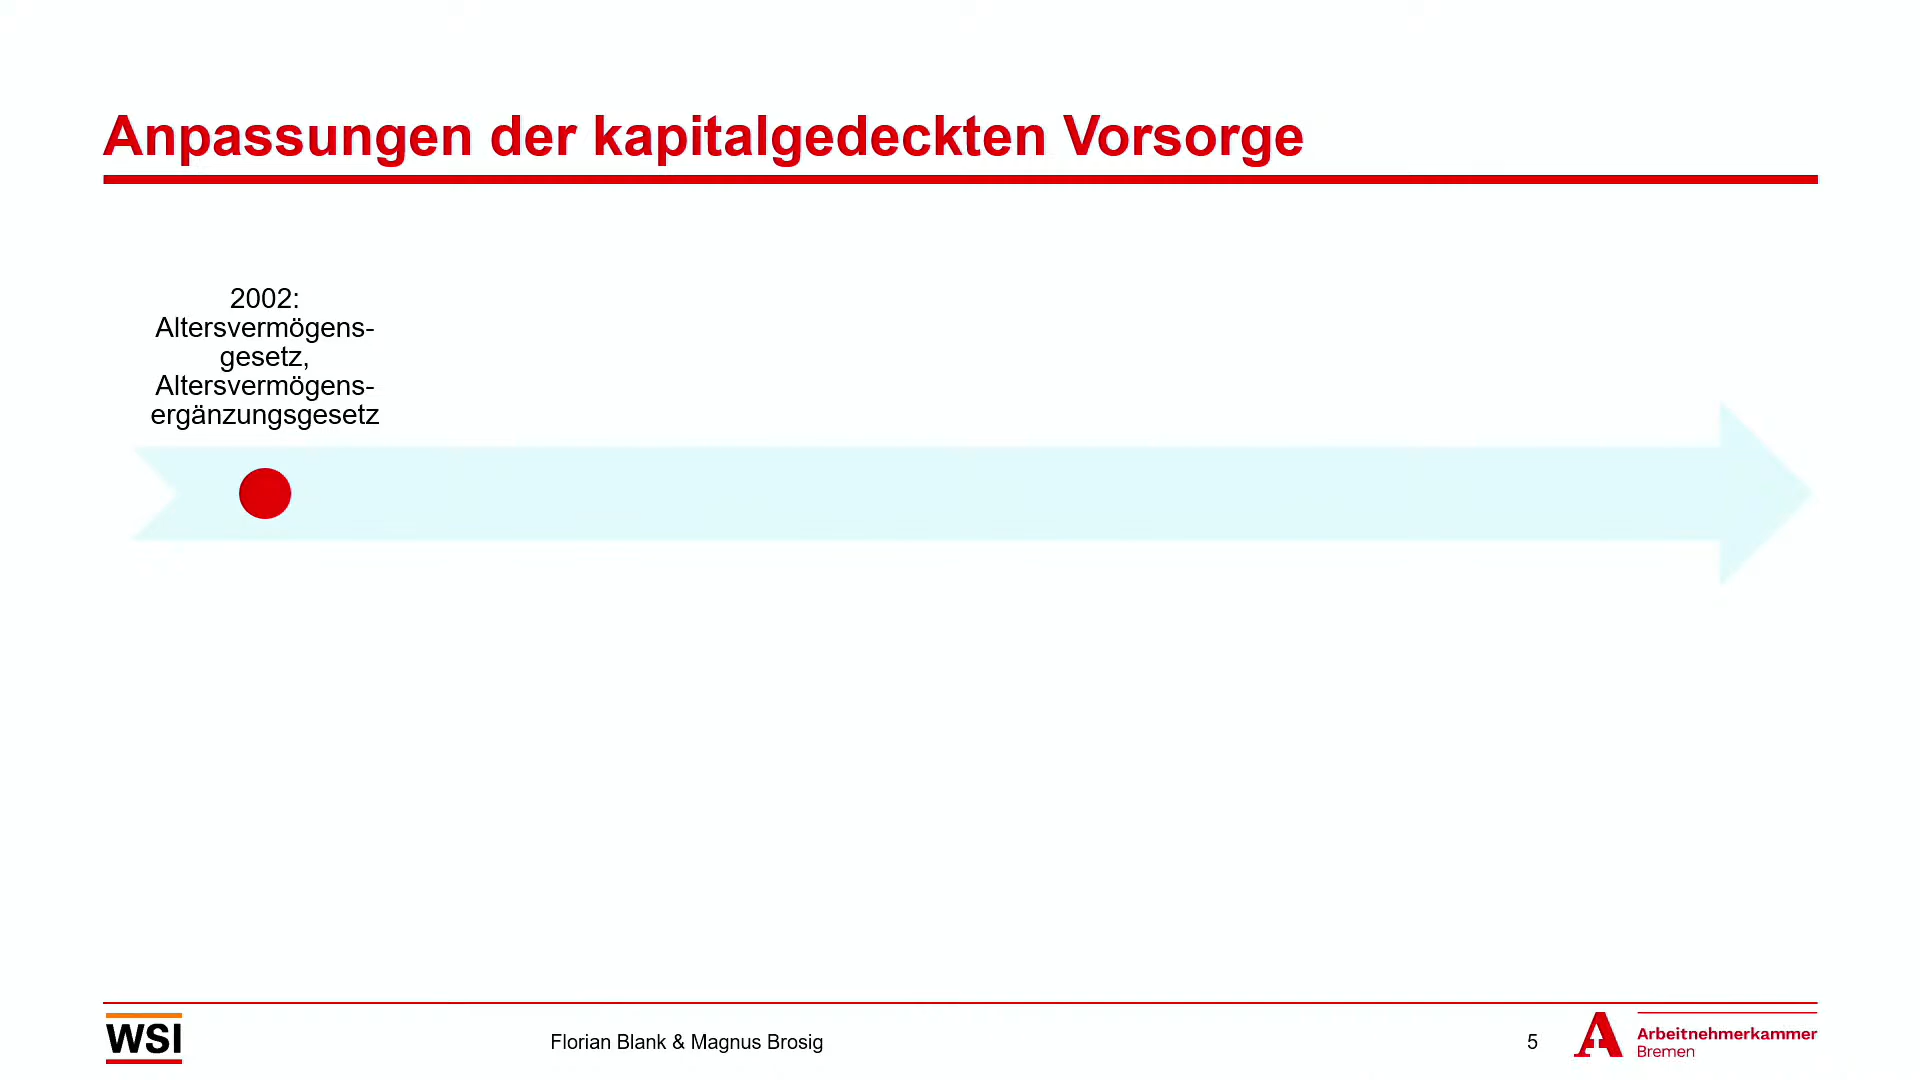 Anpassungen der kapitalgedeckten Vorsorge
2002:
Altersvermögens-
gesetz,
Altersvermögens-
ergänzungsgesetz
WSI
Florian Blank & Magnus Brosig
5
A
Arbeitnehmerkammer
Bremen